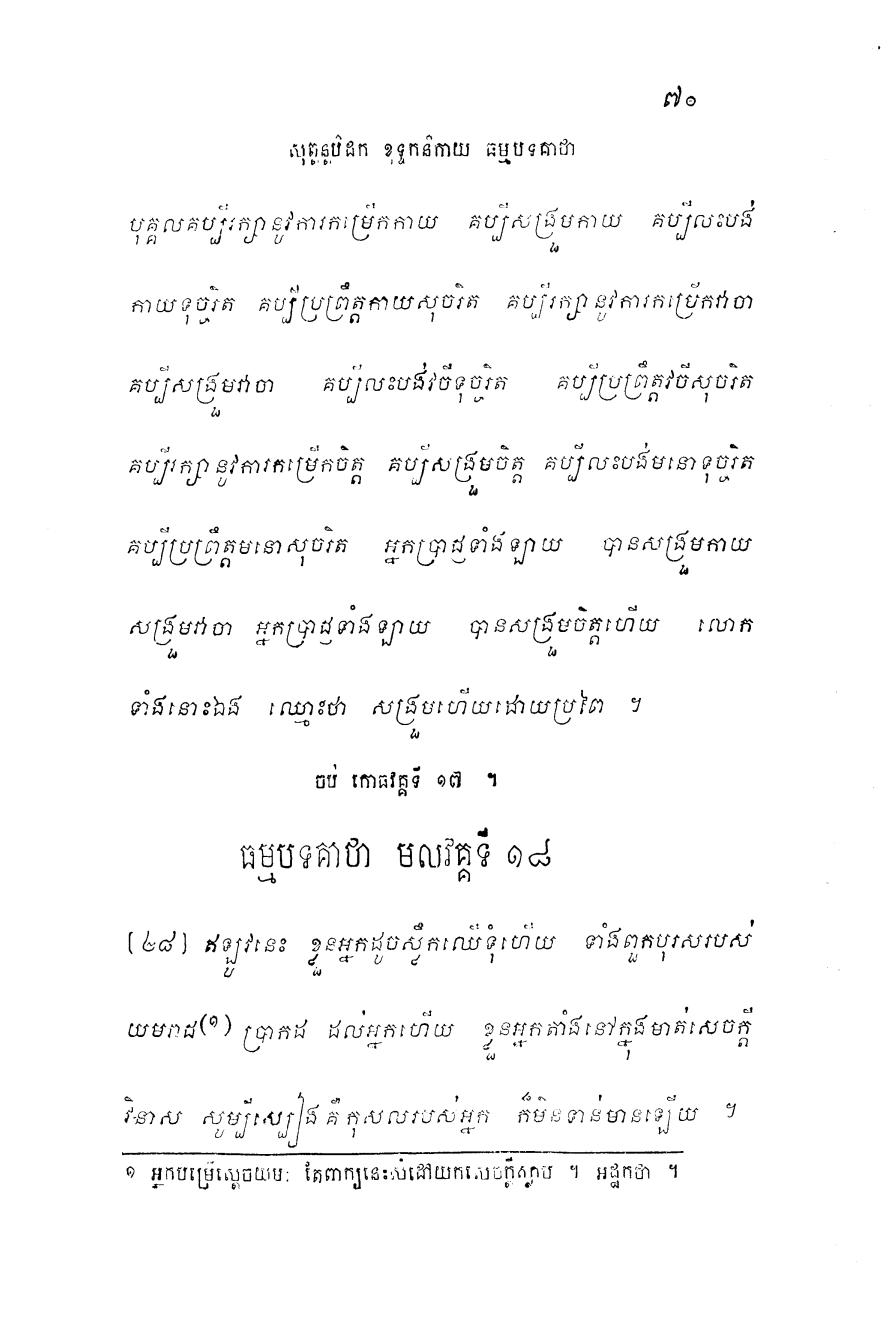 ៧០
សុត្តន្តបិដក ខុទ្ទកនិកាយ ធម្មបទគាថា
បុគ្គលគប្បីរក្សានូវការកម្រើកកាយ គប្បីសង្រួមកាយ គប្បីលះបង់
កាយទុច្ចរិត គប្បីប្រព្រឹត្តកាយសុចរិត គប្បីរក្សានូវការកម្រើកវាចា
គប្បីសង្រួមវាចា គប្បីលះបង់វចីទុច្ចរិត គប្បីប្រព្រឹត្តវចីសុចរិត
គប្បីរក្សានូវការកម្រើកចិត្ត គប្បីសង្រួមចិត្ត គប្បីលះបង់មនោទុច្ចរិត
គប្បីប្រព្រឹត្តមនោសុចរិត អ្នកប្រាជ្ញទាំងឡាយ បានសង្រួមកាយ
សង្រួមវាចា អ្នកប្រាជ្ញទាំងឡាយ បានសង្រួមចិត្តហើយ លោក
ទាំងនោះឯង ឈ្មោះថា សង្រួមហើយដោយប្រពៃ ។
ចប់ កោធវគ្គទី ១៧ ។
ធម្មបទគាថា មលវគ្គទី ១៨
[២៨] ឥឡូវនេះ ខ្លួនអ្នកដូចស្លឹកឈើទុំហើយ ទាំងពួកបុរសរបស់
យមរាជ(១) ប្រាកដ ដល់អ្នកហើយ ខ្លួនអ្នកតាំងនៅក្នុងមាត់សេចក្តី
វិនាស សូម្បីស្បៀងគឺកុសលរបស់អ្នក ក៏មិនទាន់មានឡើយ ។
១ អ្នកបម្រើស្តេចយមៈ តែពាក្យនេះសំដៅយកសេចក្តីស្លាប់ ។ អដ្ឋកថា ។